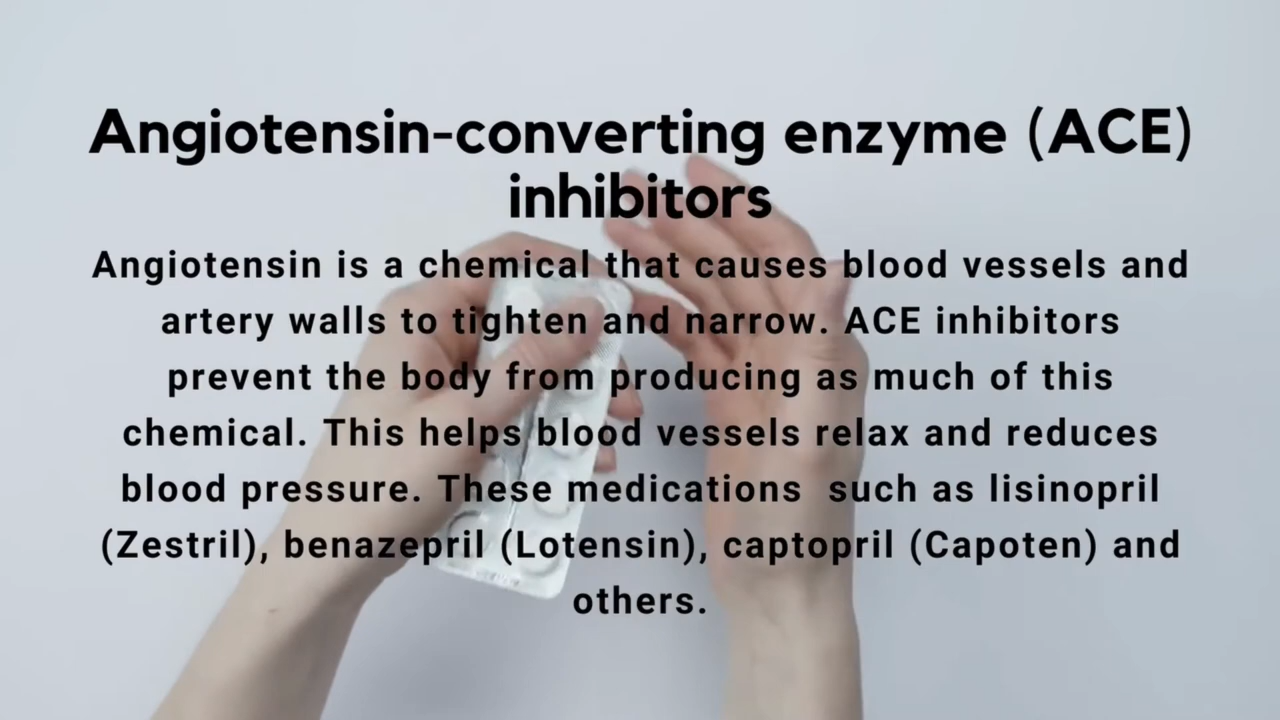 Angiotensin-converting enzyme (ACE)
inhibitors
Angiotensin is a chemical that causes blood vessels and
artery walls to tighten and narrow. ACE inhibitors
prevent the body from producing as much of this
chemical. This helps blood vessels relax and reduces
blood pressure. These medications  such as lisinopril
(Zestril), benazepril (Lotensin), captopril (Capoten) and
others.